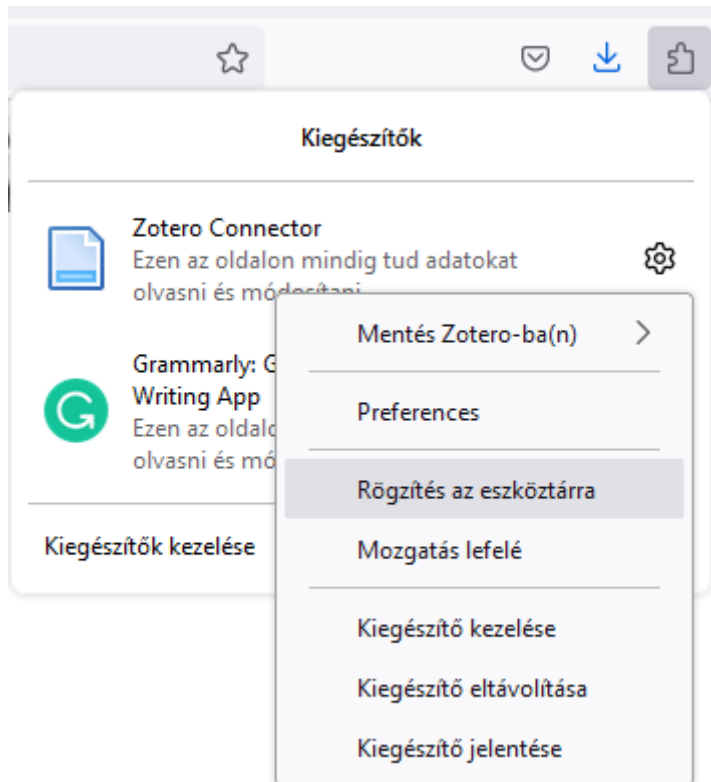 Kiegészítők
Zotero Connector
Ezen az oldalon mindig tud adatokat
olvasni és módosítani
Mentés Zotero-ba(n)
Grammarly: G
Writing App
Preferences
Ezen az oldalo
olvasni és mó
Rögzítés az eszköztárra
Kiegészítők kezelése
Mozgatás lefelé
Kiegészítő kezelése
Kiegészítő eltávolítása
Kiegészítő jelentése